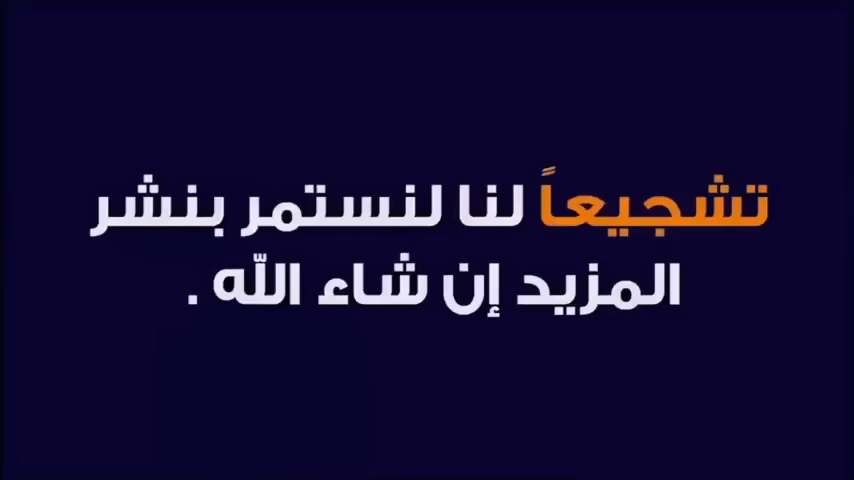 تشجيعاً لنا لنستمر بنشر
المزيد إن شاء الله .